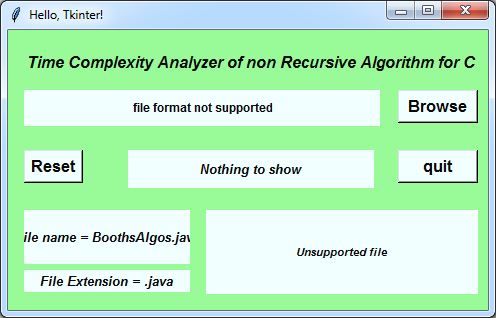 Hello, Tkinter!
Time Complexity Analyzer of non Recursive Algorithm for C
file format not supported
Browse
Reset
Nothing to show
quit
ile name = BoothsAlgos.jav
Unsupported file
File Extension = .java